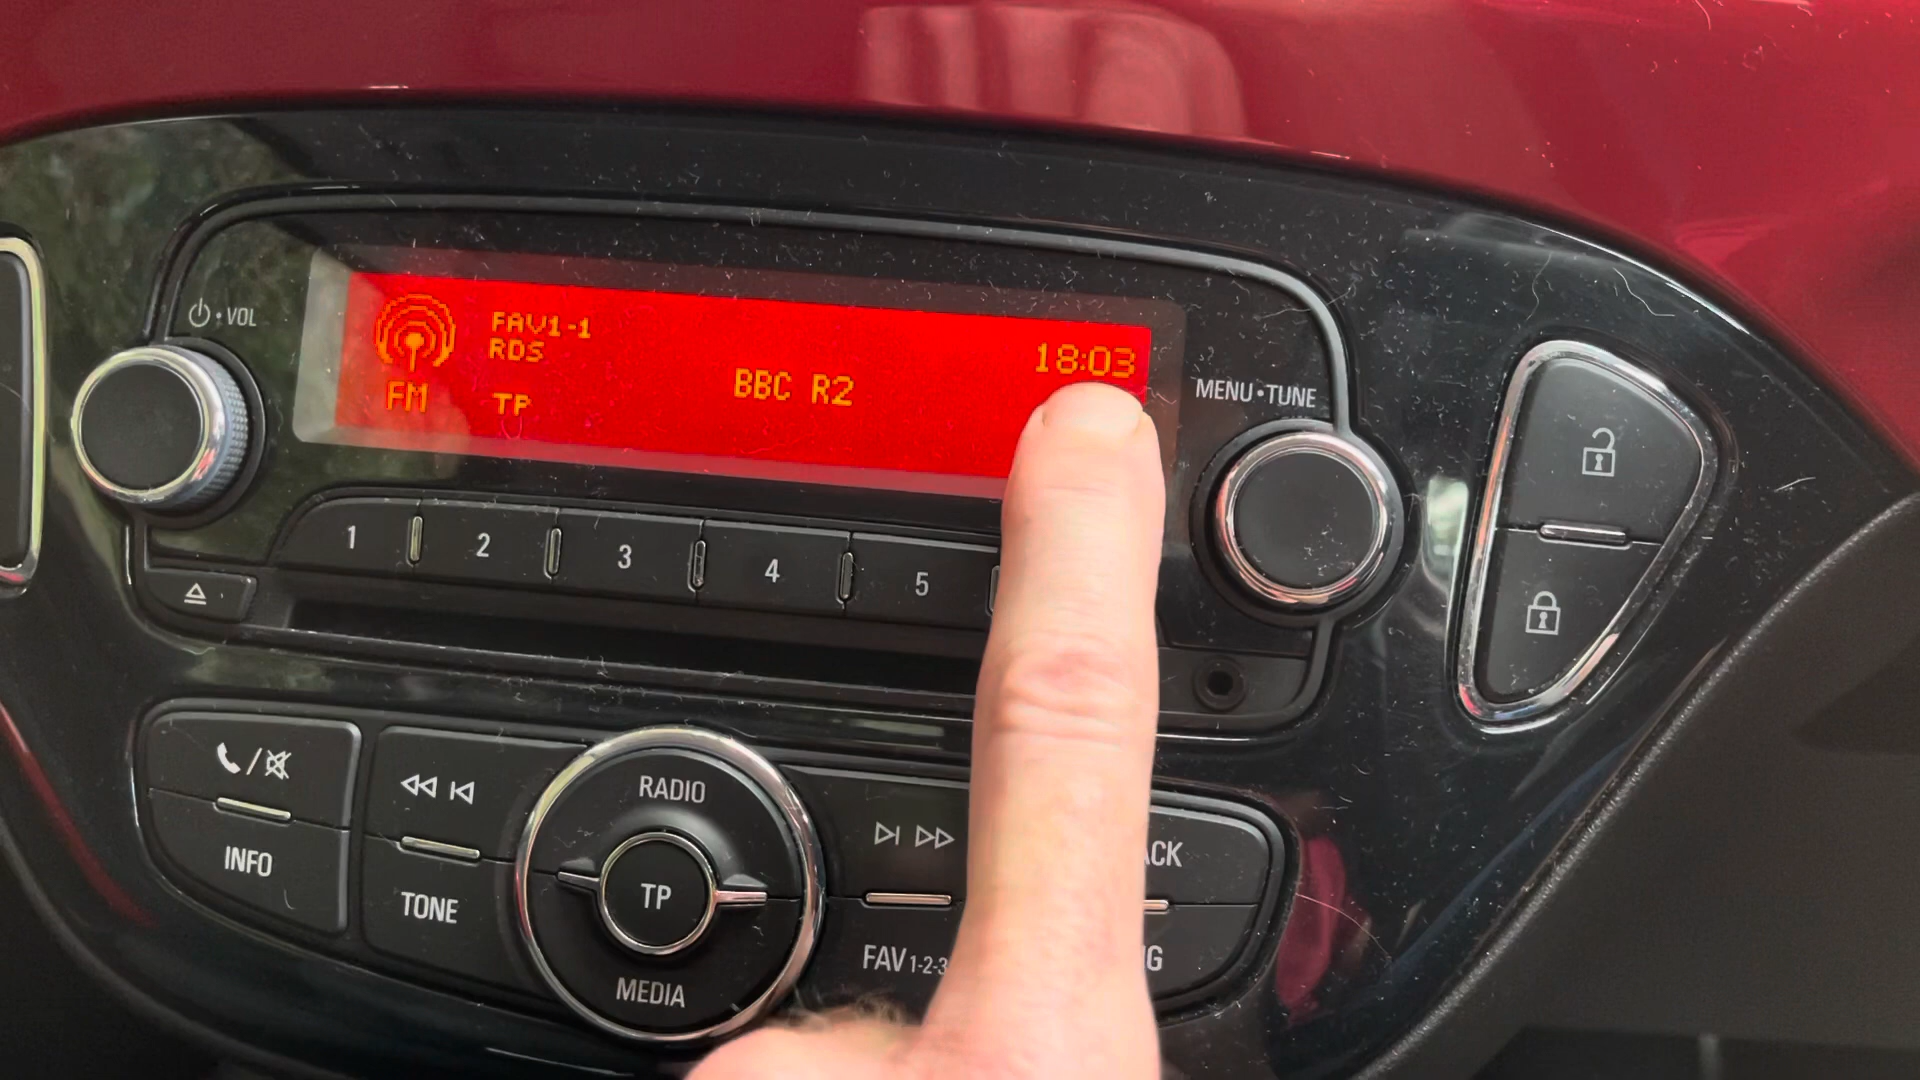 VOL
FAV1-1
RDS
18:03
BBC R2
FM
TP
MENU•TUNE
1
2
3
4
5
RADIO
INFO
TONE
TP
FAV 1-2-3
MEDIA